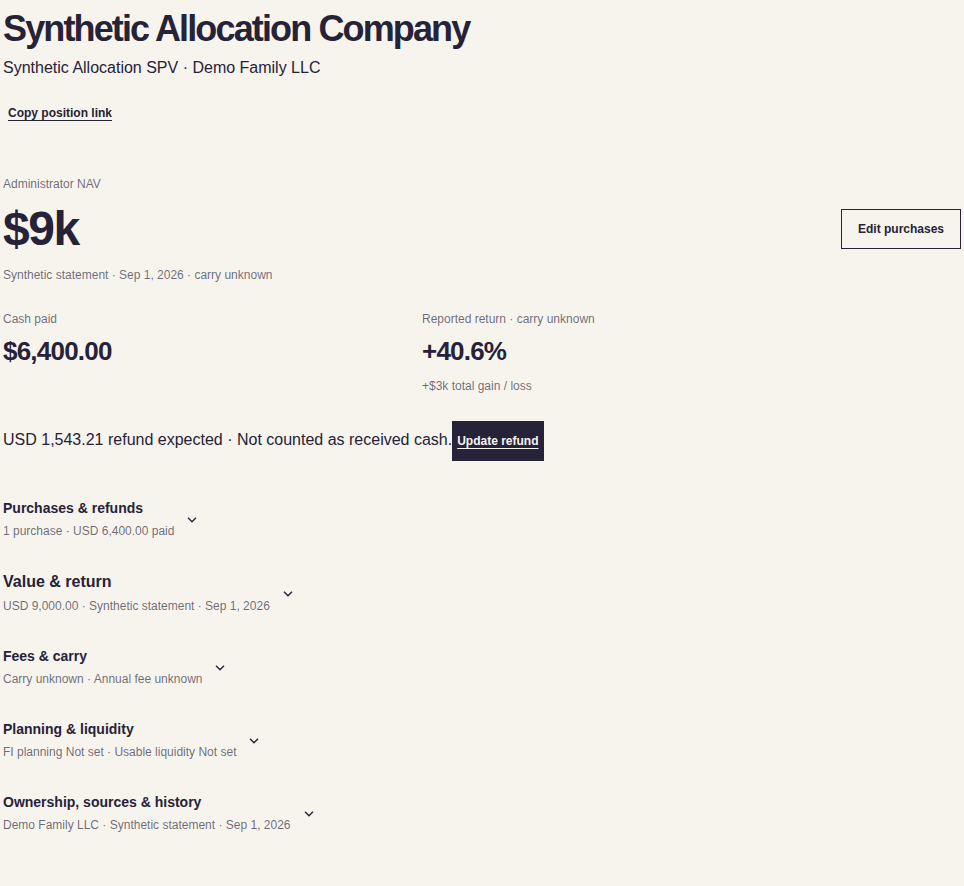 Synthetic Allocation Company
Synthetic Allocation SPV · Demo Family LLC
Copy position link
Administrator NAV
$9k
Edit purchases
Synthetic statement · Sep 1, 2026 · carry unknown
Cash paid
Reported return · carry unknown
$6,400.00
+40.6%
+$3k total gain / loss
USD 1,543.21 refund expected · Not counted as received cash. Update refund
Purchases & refunds
1 purchase · USD 6,400.00 paid
Value & return
USD 9,000.00 · Synthetic statement · Sep 1, 2026
Fees & carry
Carry unknown · Annual fee unknown
Planning & liquidity
FI planning Not set · Usable liquidity Not set
Ownership, sources & history
Demo Family LLC · Synthetic statement · Sep 1, 2026